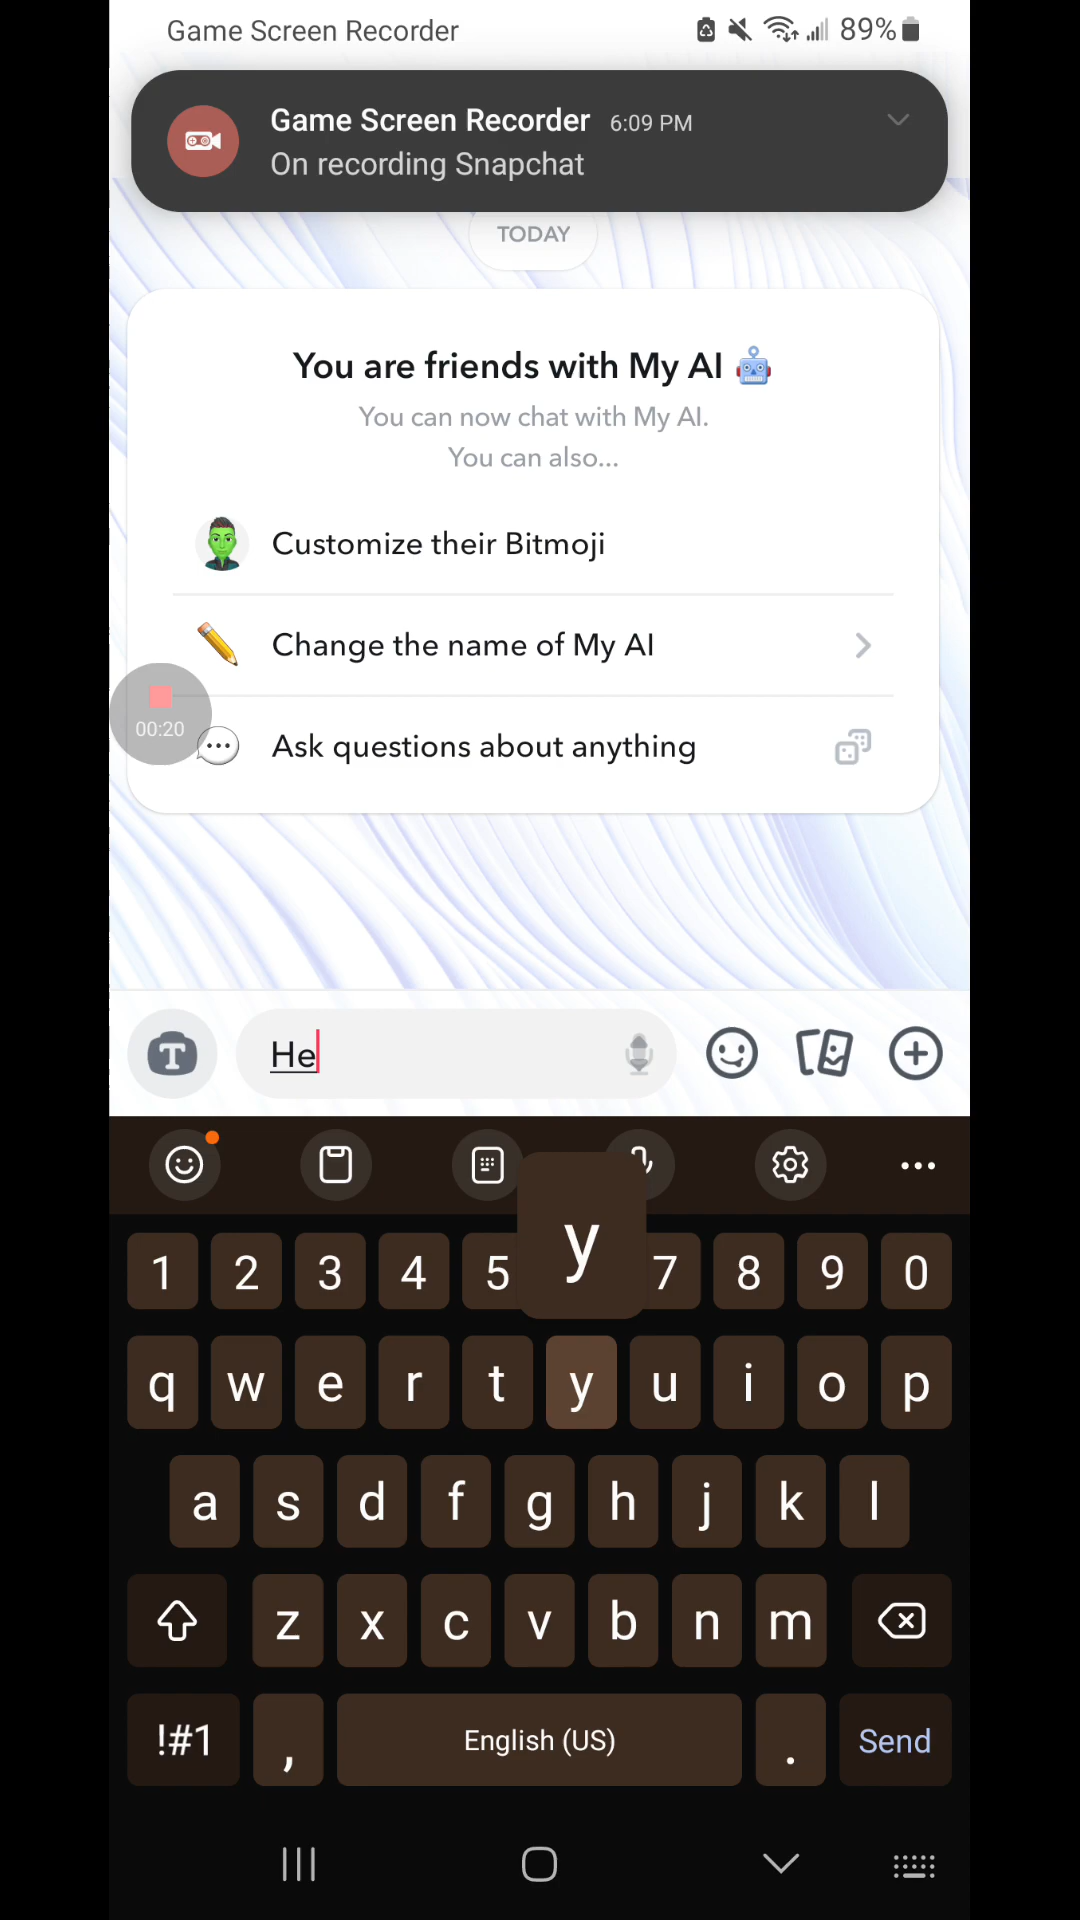 Game Screen Recorder
89%
Game Screen Recorder 6:09 PM
On recording Snapchat
TODAY
You are friends with My AI
You can now chat with My AI.
You can also...
Customize their Bitmoji
Change the name of My AI
00:20
Ask questions about anything
T
He
y
1 2 3 4 5 7 8 9 0
q w e r t y u i o p
a s d f g h j k l
z x c v b n m
!#1 , English (US) . Send